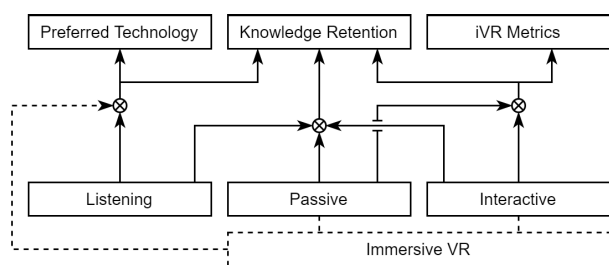 Preferred Technology
Knowledge Retention
iVR Metrics
Listening
Passive
Interactive
Immersive VR